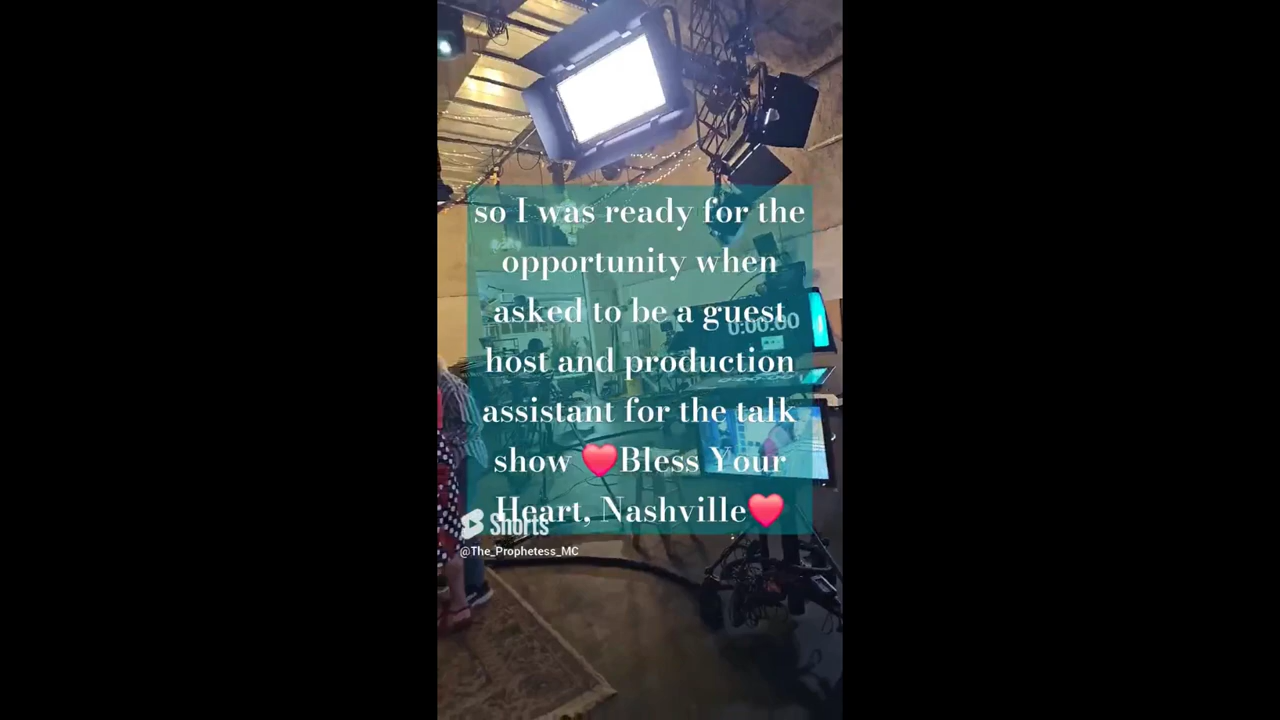 so I was ready for the
opportunity when
asked to be a guest
0:00:00
host and production
assistant for the talk
show ❤️Bless Your
Heart, Nashville❤️
Shorts
@The_Prophetess_MC